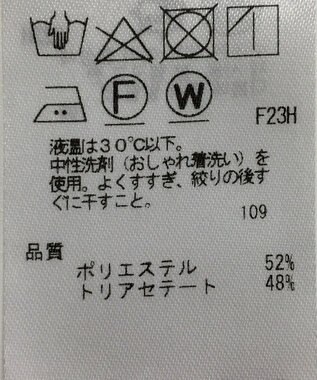 F W
F23H
液温は30℃以下。
中性洗剤(おしゃれ着洗い)を
使用。よくすすぎ、絞りの後す
ぐに干すこと。
109
品質
ポリエステル 52%
トリアセテート 48%